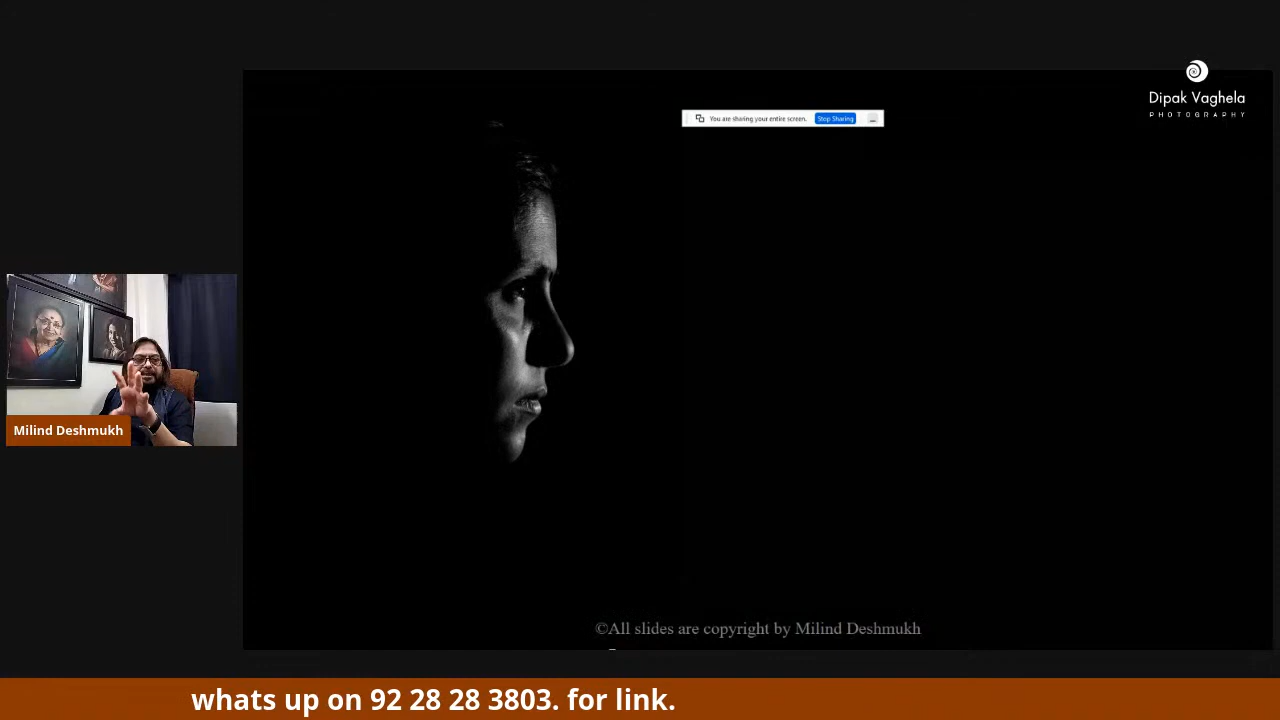 Dipak Vaghela
PHOTOGRAPHY
You are sharing your entire screen.
Stop Sharing
Milind Deshmukh
©All slides are copyright by Milind Deshmukh
whats up on 92 28 28 3803. for link.